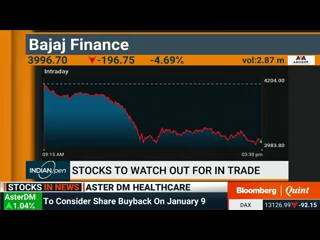 Bajaj Finance
3996.70 ▼-196.75 -4.69% vol:2.87 m
Intraday
4204.00
3983.80
09:15 AM 03:30 pm
INDIAN open STOCKS TO WATCH OUT FOR IN TRADE
STOCKS IN NEWS ASTER DM HEALTHCARE
Bloomberg Quint
AsterDM
▲1.04%
To Consider Share Buyback On January 9
DAX 13126.99 ▼-92.15